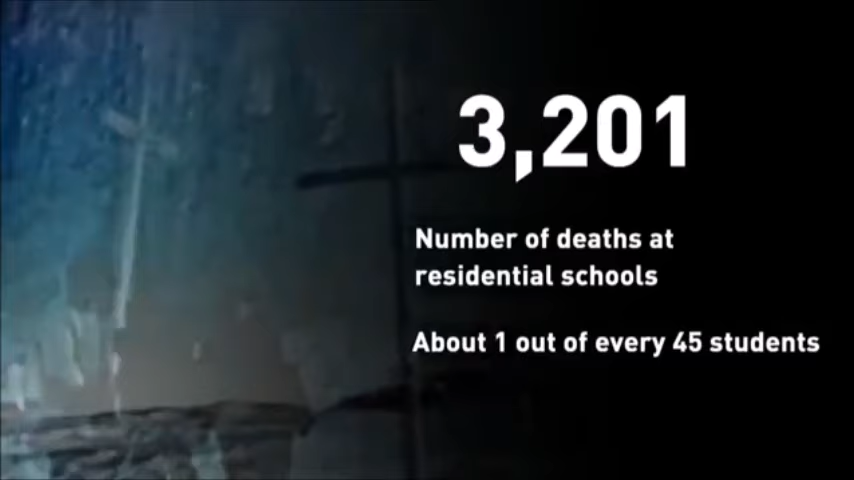 3,201
Number of deaths at
residential schools
About 1 out of every 45 students